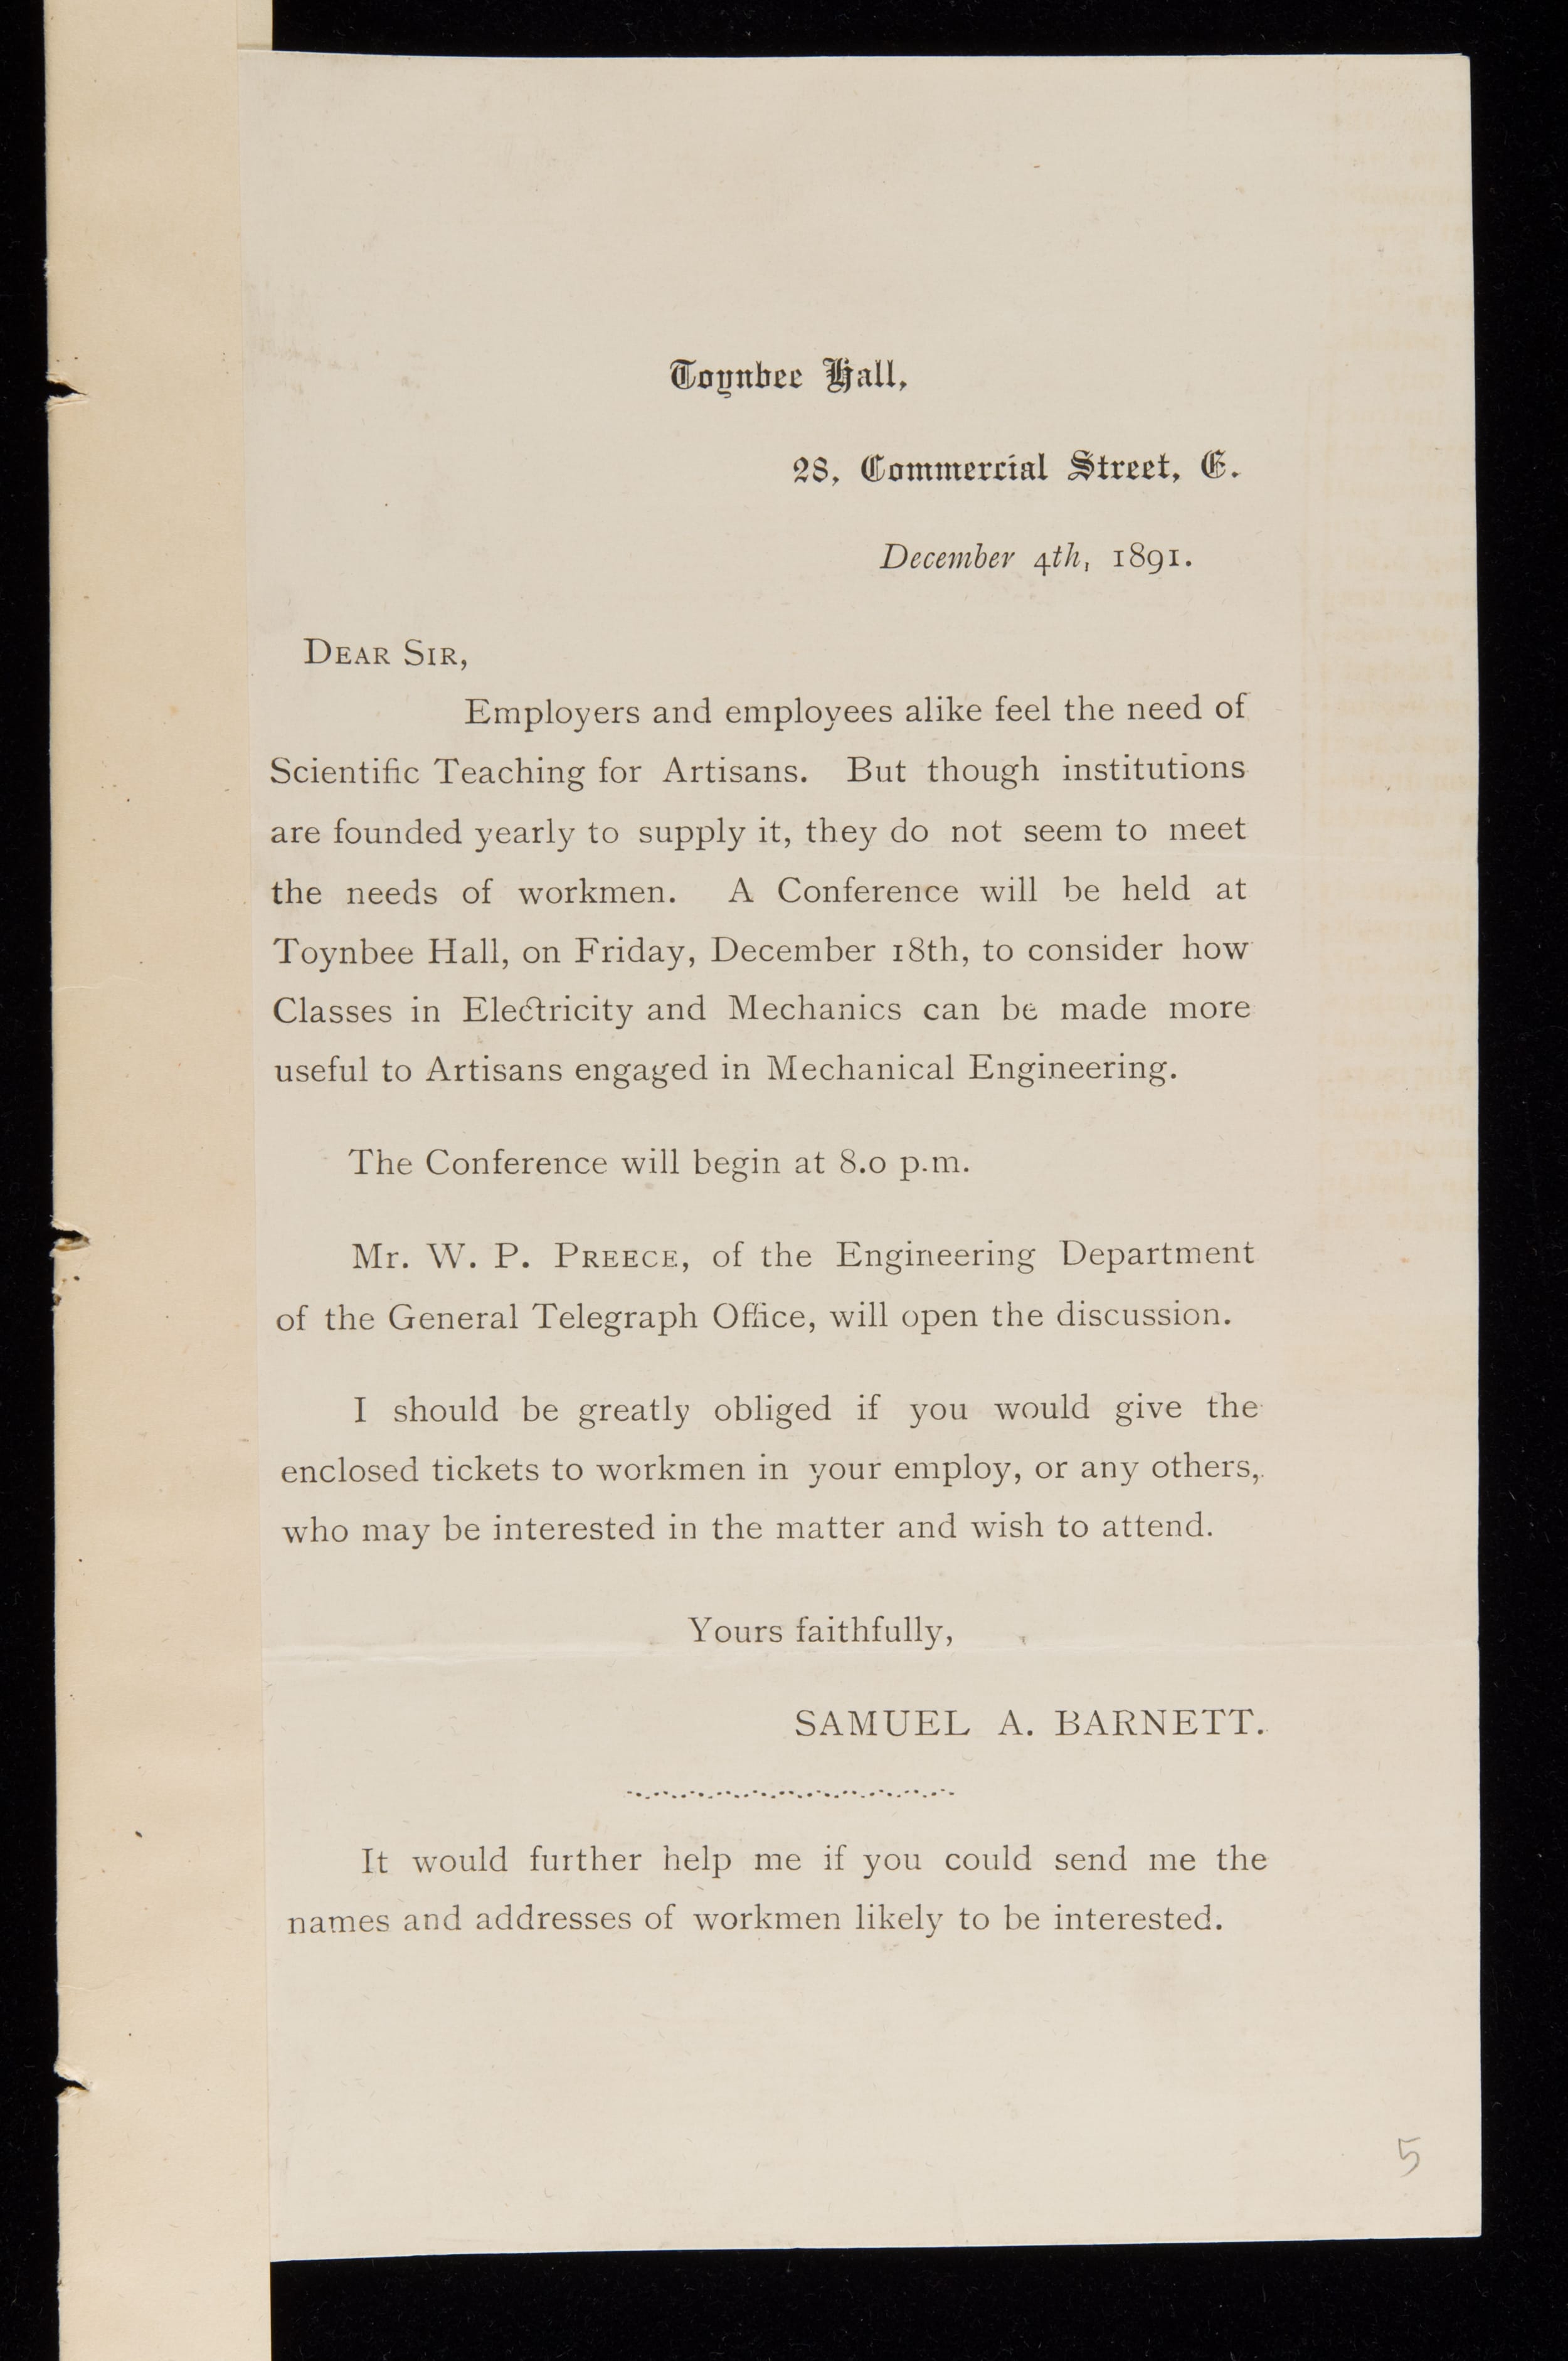 Toynbee Hall,
28, Commercial Street, E.
December 4th, 1891.
DEAR SIR,
Employers and employees alike feel the need of
Scientific Teaching for Artisans. But though institutions
are founded yearly to supply it, they do not seem to meet
the needs of workmen. A Conference will be held at
Toynbee Hall, on Friday, December 18th, to consider how
Classes in Electricity and Mechanics can be made more
useful to Artisans engaged in Mechanical Engineering.
The Conference will begin at 8.0 p.m.
Mr. W. P. PREECE, of the Engineering Department
of the General Telegraph Office, will open the discussion.
I should be greatly obliged if you would give the
enclosed tickets to workmen in your employ, or any others,
who may be interested in the matter and wish to attend.
Yours faithfully,
SAMUEL A. BARNETT.
It would further help me if you could send me the
names and addresses of workmen likely to be interested.
5